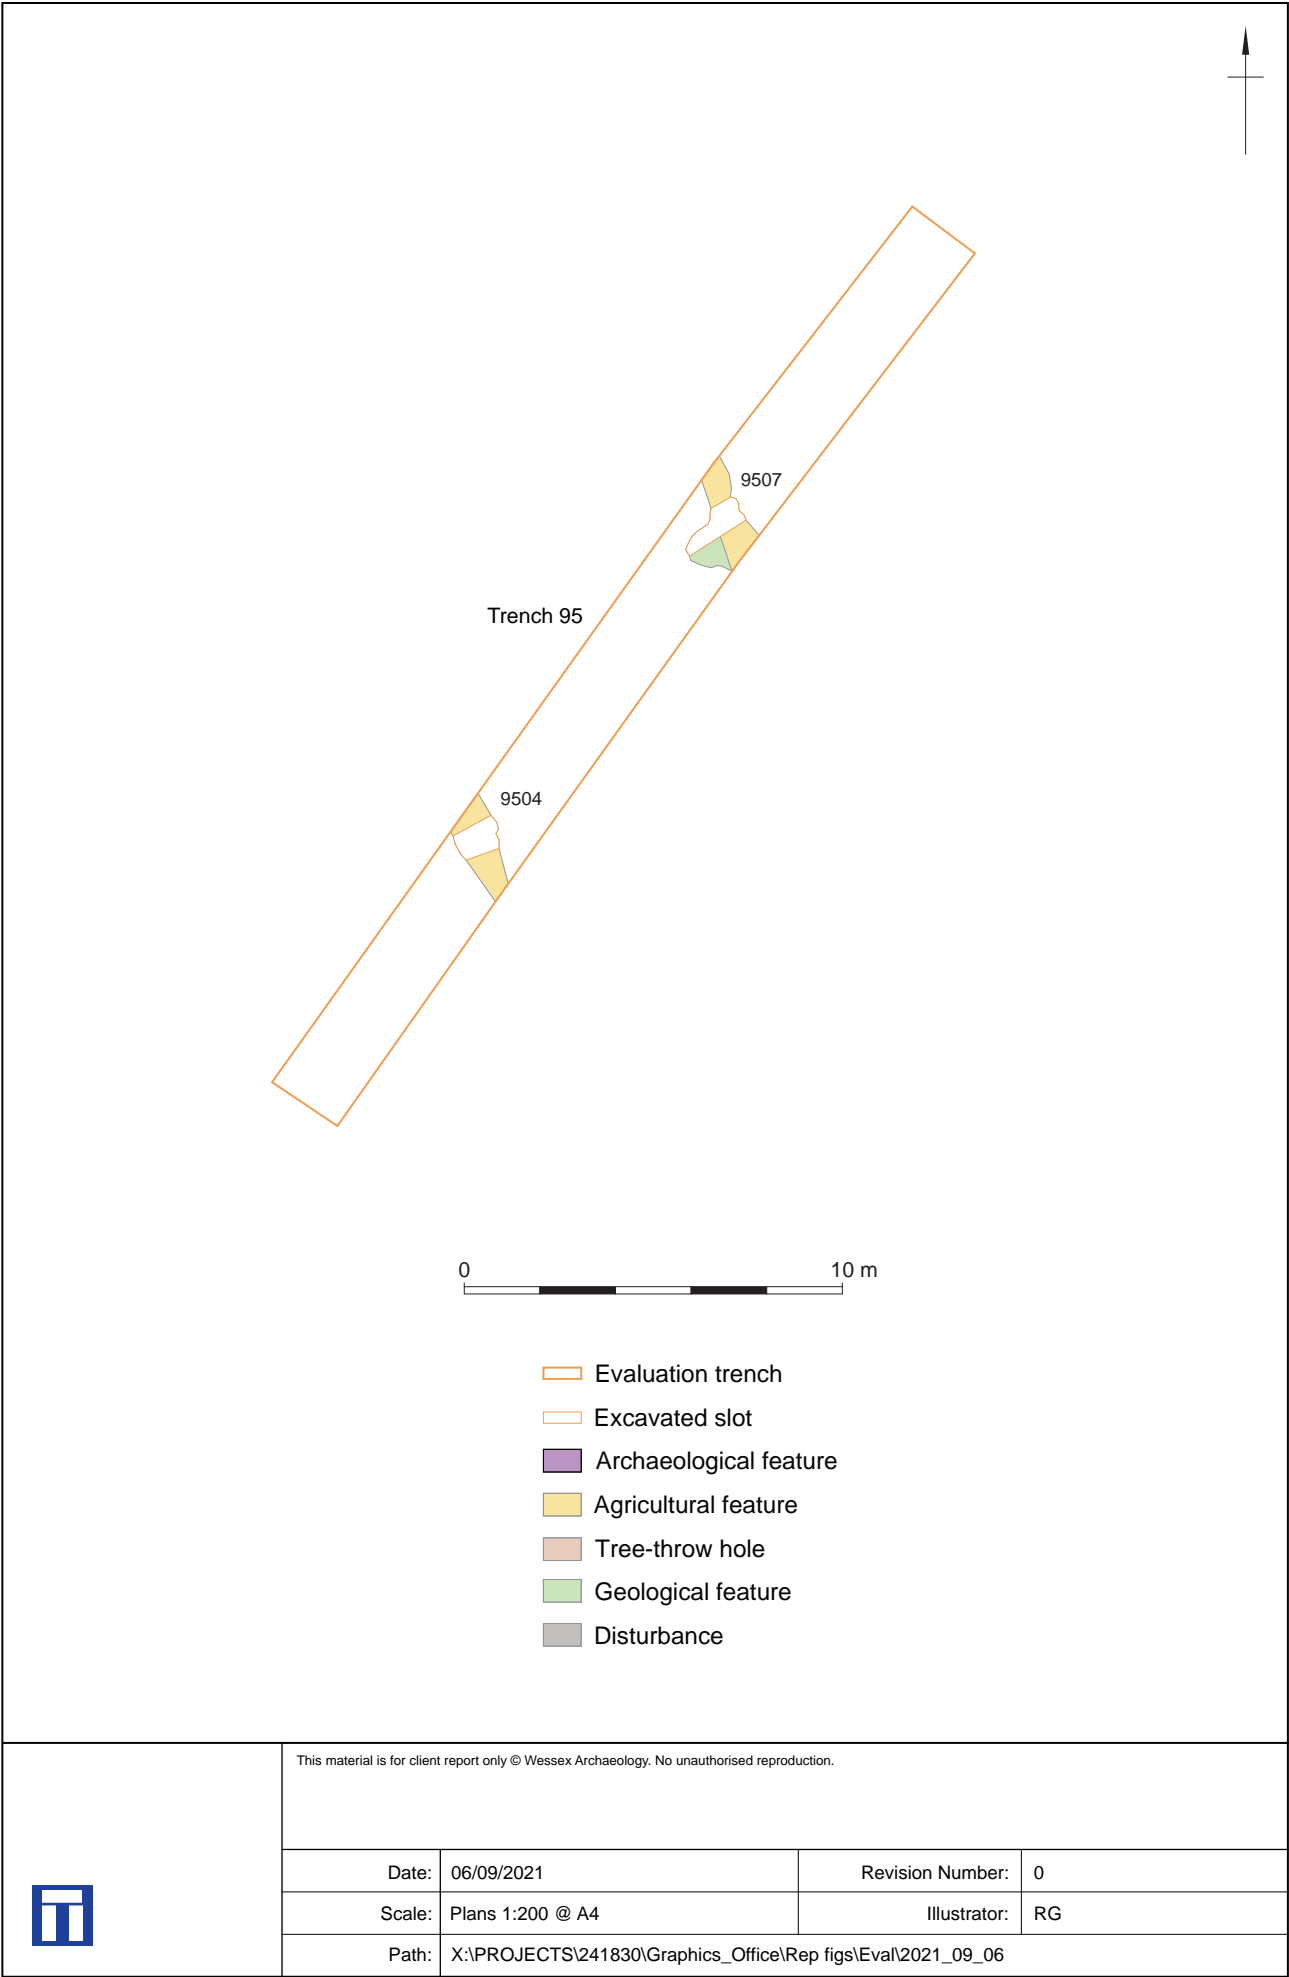 9507
Trench 95
9504
0 10 m
Evaluation trench
Excavated slot
Archaeological feature
Agricultural feature
Tree-throw hole
Geological feature
Disturbance
This material is for client report only © Wessex Archaeology. No unauthorised reproduction.
Date: 06/09/2021 Revision Number: 0
Scale: Plans 1:200 @ A4 Illustrator: RG
Path: X:\PROJECTS\241830\Graphics_Office\Rep figs\Eval\2021_09_06